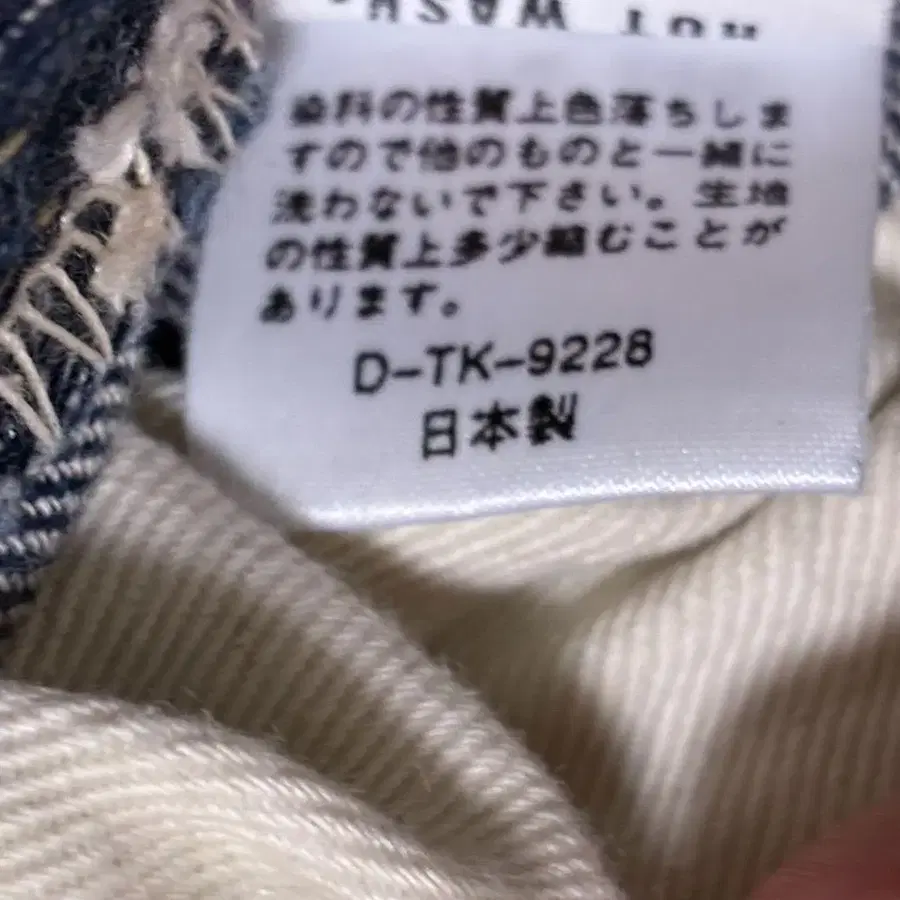 WASH.
染料の性質上色落ちしま
すので他のものと一緒に
洗わないで下さい。生地
の性質上多少縮むことが
あります。
D-TK-9228
日本製